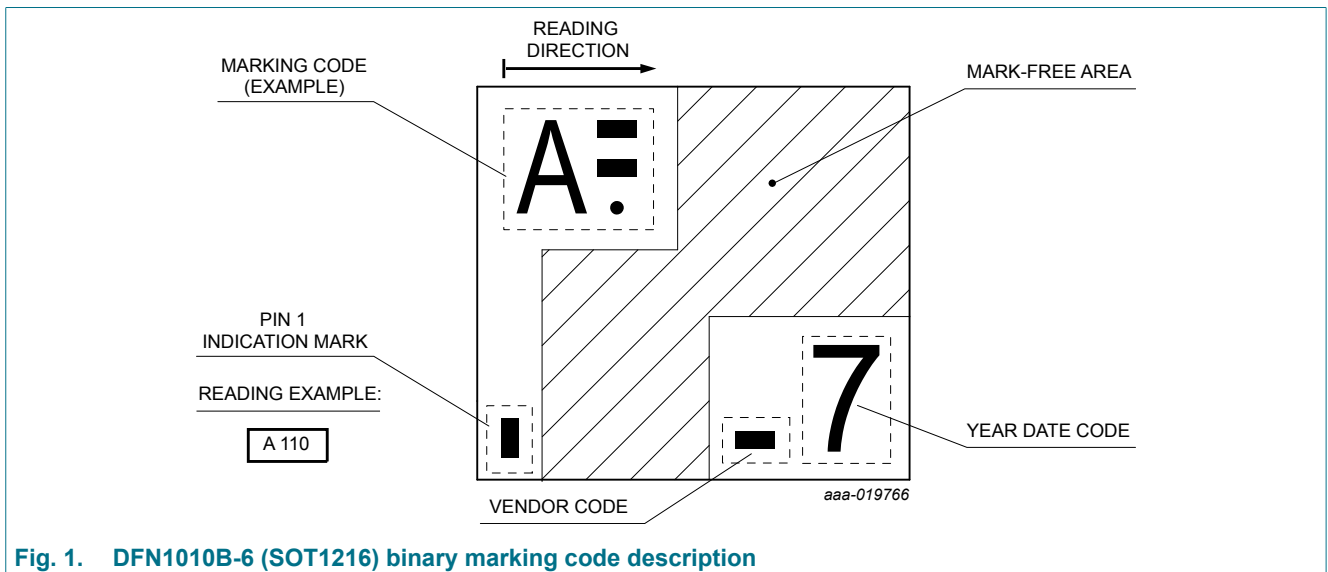 READING
DIRECTION
MARKING CODE
(EXAMPLE)
MARK-FREE AREA
A
PIN 1
INDICATION MARK
READING EXAMPLE:
A 110
7
YEAR DATE CODE
VENDOR CODE
aaa-019766
Fig. 1. DFN1010B-6 (SOT1216) binary marking code description